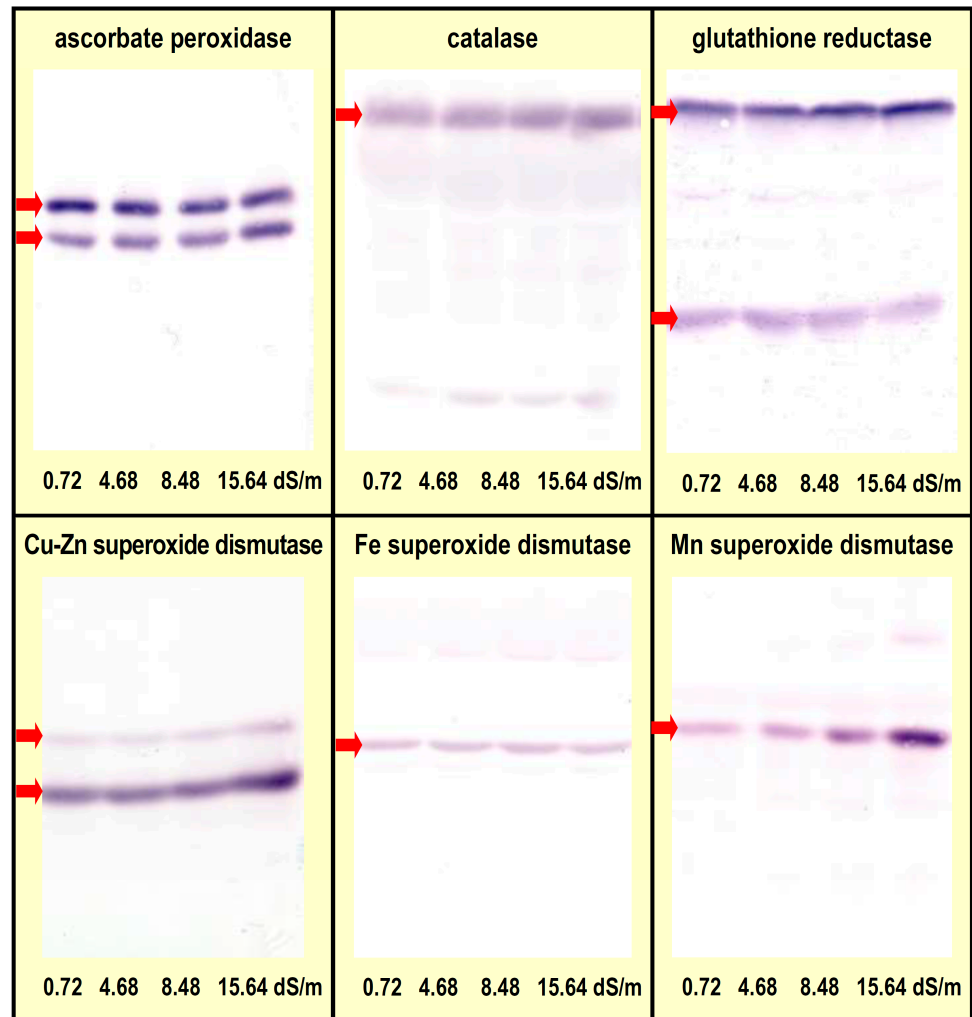 ascorbate peroxidase
catalase
glutathione reductase
0.72 4.68 8.48 15.64 dS/m
0.72 4.68 8.48 15.64 dS/m
0.72 4.68 8.48 15.64 dS/m
Cu-Zn superoxide dismutase
Fe superoxide dismutase
Mn superoxide dismutase
0.72 4.68 8.48 15.64 dS/m
0.72 4.68 8.48 15.64 dS/m
0.72 4.68 8.48 15.64 dS/m